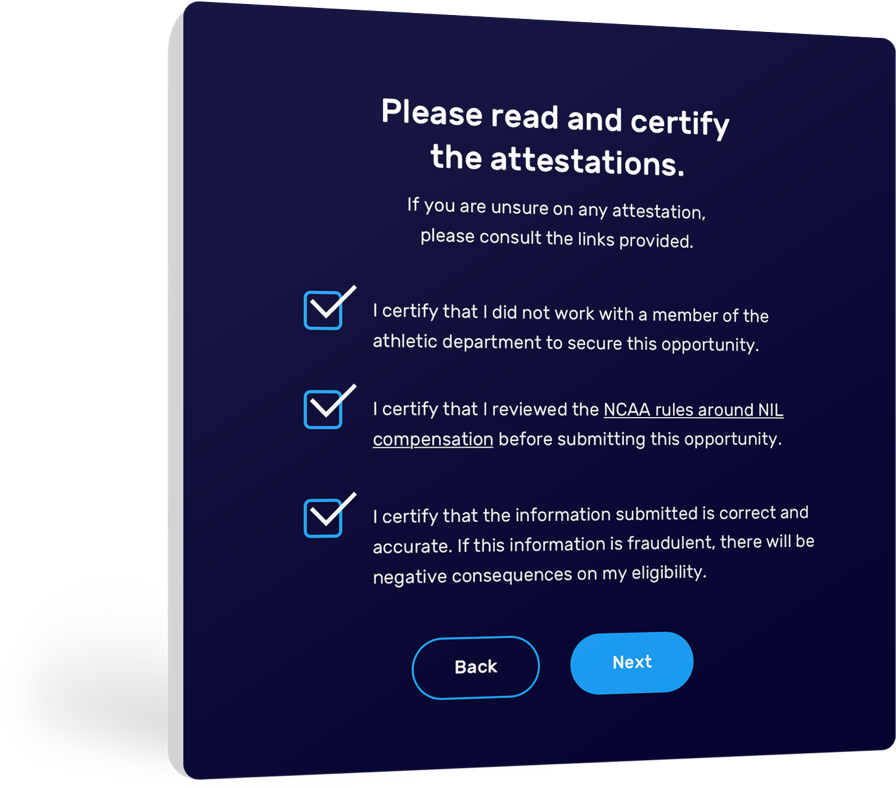 Please read and certify
the attestations.
If you are unsure on any attestation,
please consult the links provided.
I certify that I did not work with a member of the
athletic department to secure this opportunity.
I certify that I reviewed the NCAA rules around NIL
compensation before submitting this opportunity.
I certify that the information submitted is correct and
accurate. If this information is fraudulent, there will be
negative consequences on my eligibility.
Back
Next